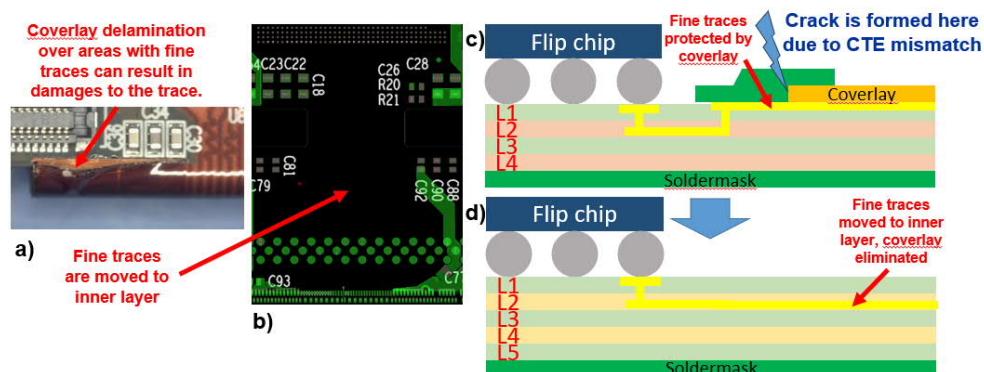 Coverlay delamination
over areas with fine
traces can result in
damages to the trace.
C34
a)
Fine traces
are moved to
inner layer
C23 C22
C18
C26
R20
R21
C28
C81
C79
C92
C90
C88
C93
b)
c)
Flip chip
Fine traces
protected by
coverlay
Crack is formed here
due to CTE mismatch
Coverlay
L1
L2
L3
L4
Soldermask
d)
Flip chip
Fine traces
moved to inner
layer, coverlay
eliminated
L1
L2
L3
L4
L5
Soldermask